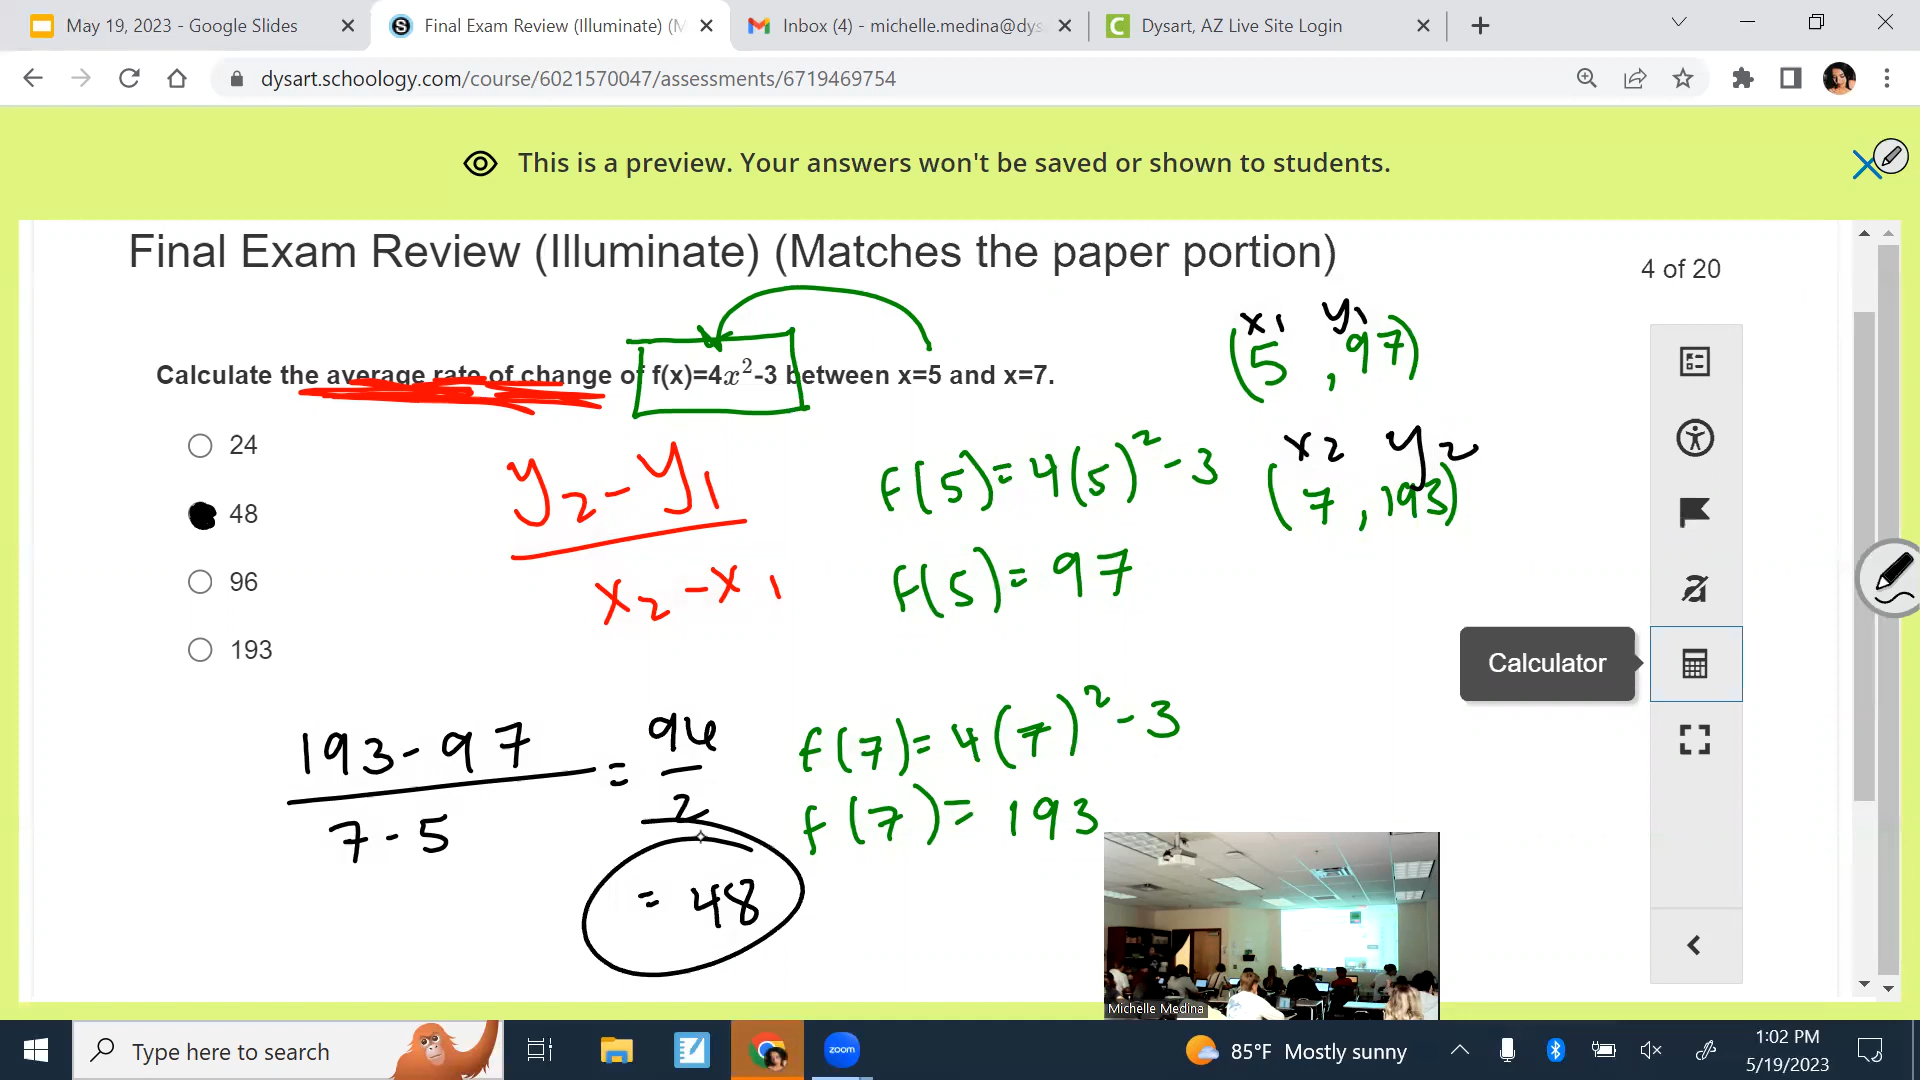 May 19, 2023 - Google Slides
Final Exam Review (Illuminate) (M
Inbox (4) - michelle.medina@dys
Dysart, AZ Live Site Login
dysart.schoology.com/course/6021570047/assessments/6719469754
This is a preview. Your answers won't be saved or shown to students.
Final Exam Review (Illuminate) (Matches the paper portion)
4 of 20
x1 y1
(5, 97)
Calculate the average rate of change of f(x)=4x²-3 between x=5 and x=7.
24
48
96
193
y2 - y1
x2 - x1
f(5)= 4(5)² - 3
f(5)= 97
x2 y2
(7, 193)
Calculator
193 - 97
7 - 5
= 96
2
= 48
f(7)= 4(7)² - 3
f(7)= 193
Michelle Medina
Type here to search
zoom
85°F Mostly sunny
1:02 PM
5/19/2023